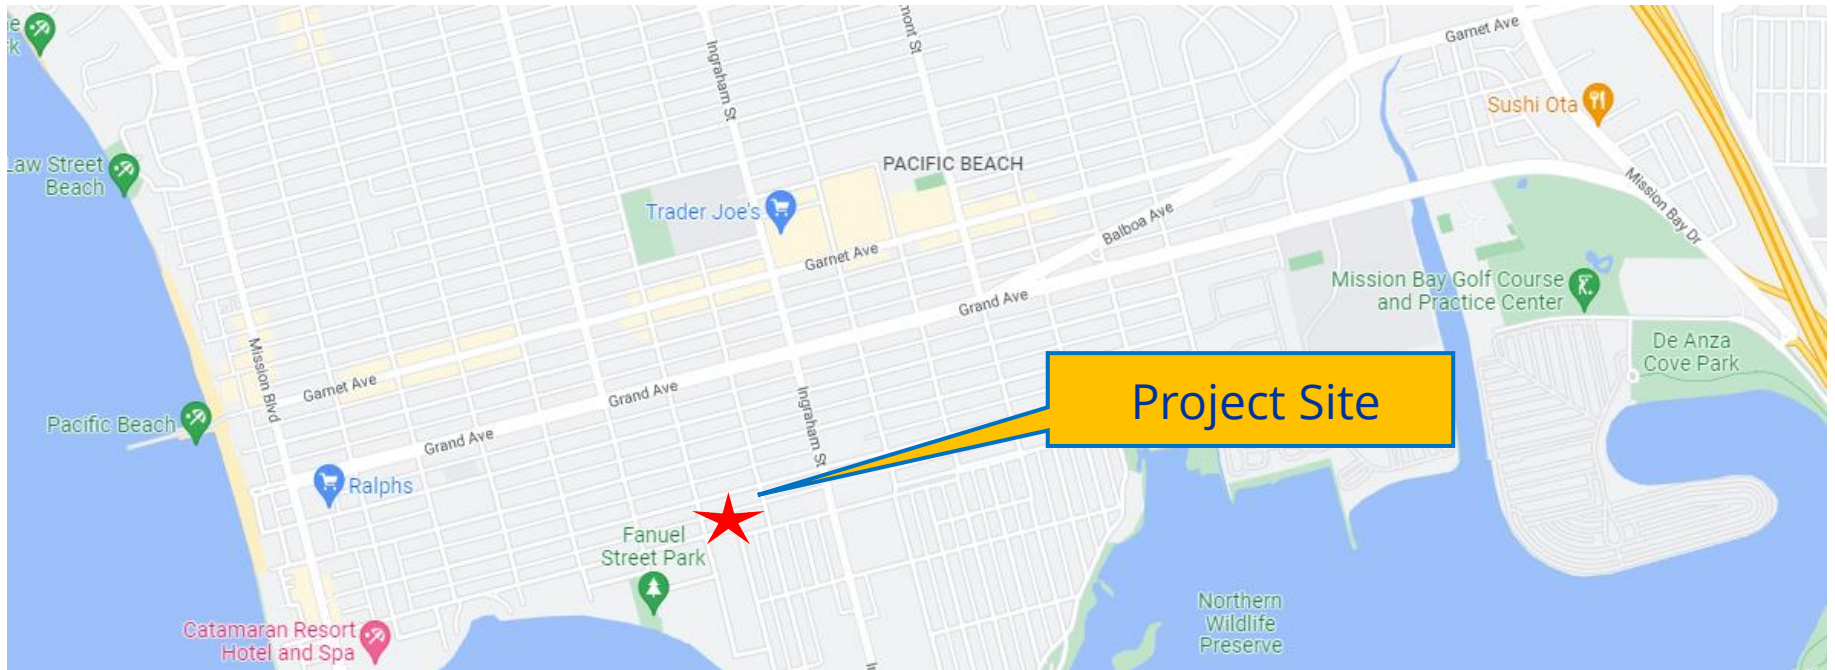 Garnet Ave
Ingraham St
mont St
Sushi Ota
Law Street
Beach
PACIFIC BEACH
Trader Joe's
Mission Bay Dr
Balboa Ave
Garnet Ave
Mission Bay Golf Course
and Practice Center
Grand Ave
De Anza
Cove Park
Mission Blvd
Garnet Ave
Grand Ave
Project Site
Pacific Beach
Ingraham St
Grand Ave
Ralphs
Fanuel
Street Park
Northern
Wildlife
Preserve
Catamaran Resort
Hotel and Spa